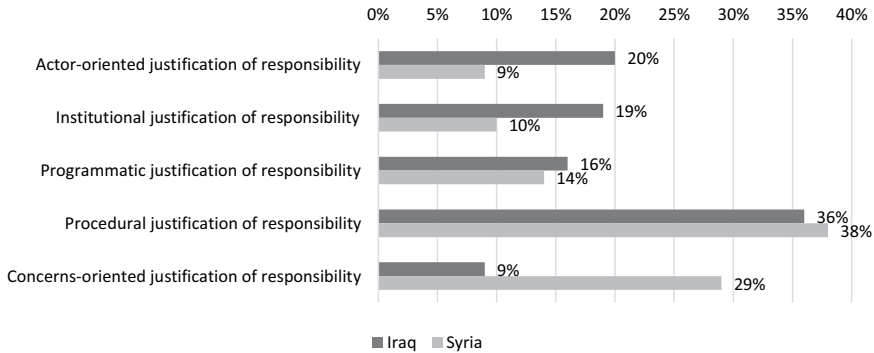 0% 5% 10% 15% 20% 25% 30% 35% 40%
Actor-oriented justification of responsibility 20%
9%
Institutional justification of responsibility 19%
10%
Programmatic justification of responsibility 16%
14%
Procedural justification of responsibility 36%
38%
Concerns-oriented justification of responsibility 9%
29%
Iraq Syria